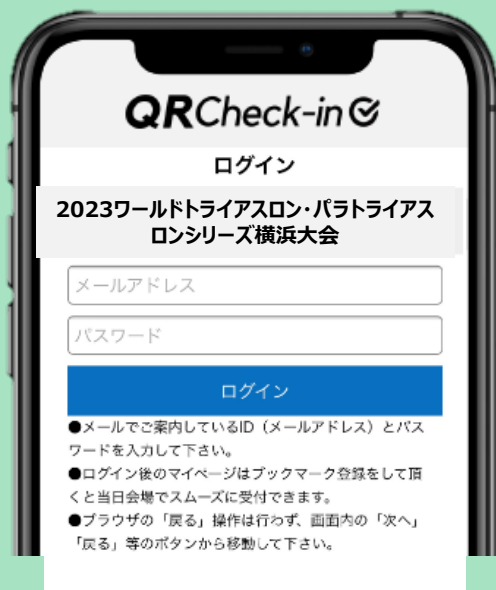 QRCheck-in
ログイン
2023ワールドトライアスロン・パラトライアス
ロンシリーズ横浜大会
メールアドレス
パスワード
ログイン
●メールでご案内しているID（メールアドレス）とパス
ワードを入力して下さい。
●ログイン後のマイページはブックマーク登録をして頂
くと当日会場でスムーズに受付できます。
●ブラウザの「戻る」操作は行わず、画面内の「次へ」
「戻る」等のボタンから移動して下さい。